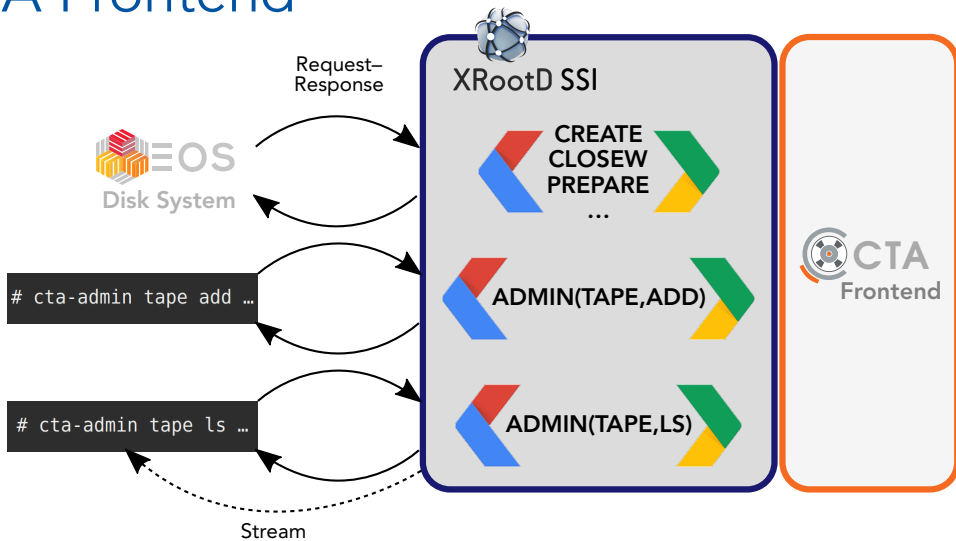 A Frontend
Request–
Response
XRootD SSI
CREATE
CLOSEW
PREPARE
...
EOS
Disk System
# cta-admin tape add …
ADMIN(TAPE,ADD)
CTA
Frontend
# cta-admin tape ls …
ADMIN(TAPE,LS)
Stream